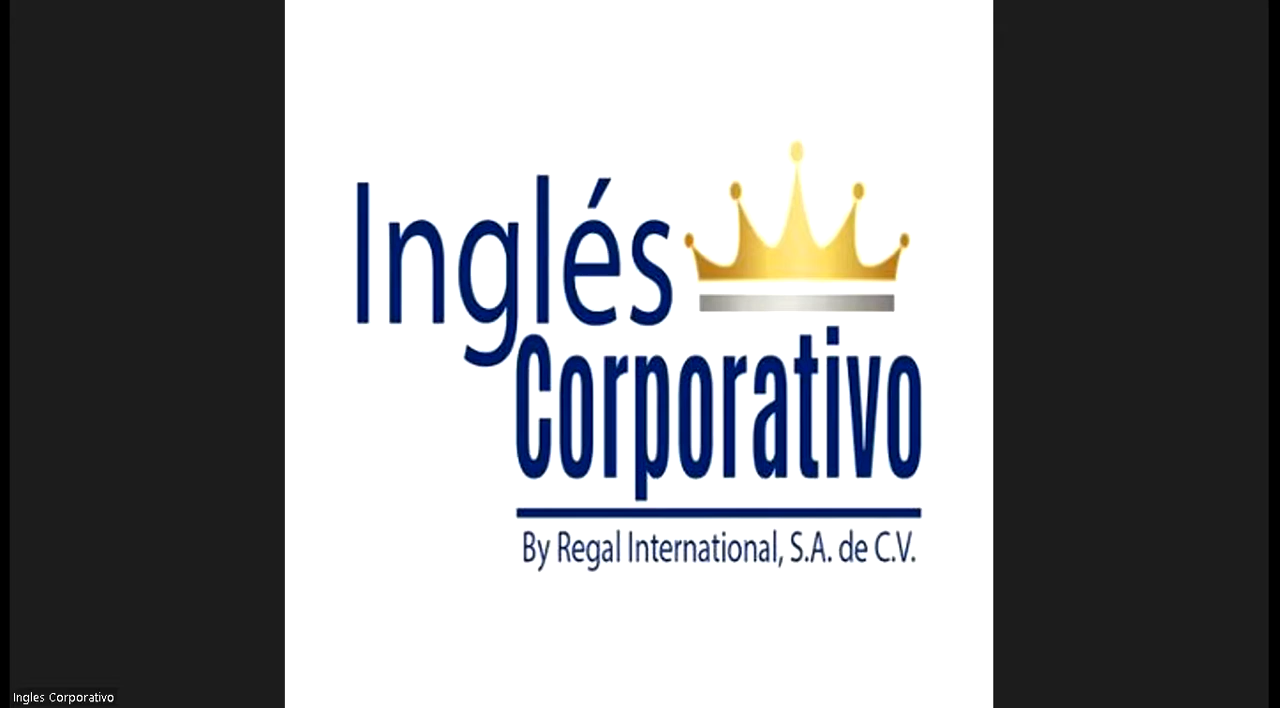 Inglés
Corporativo
By Regal International, S.A. de C.V.
Ingles Corporativo